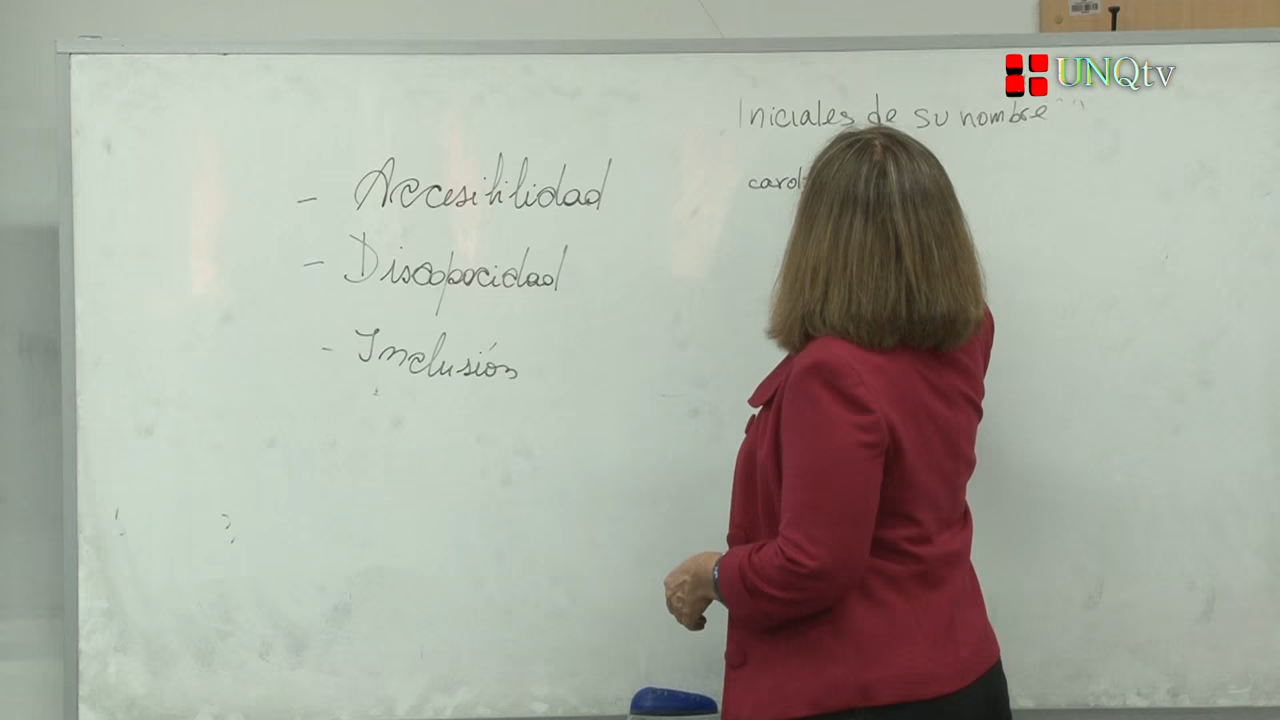 UNQtv
Iniciales de su nombre
- Accesibilidad
- Discapacidad
- Inclusión